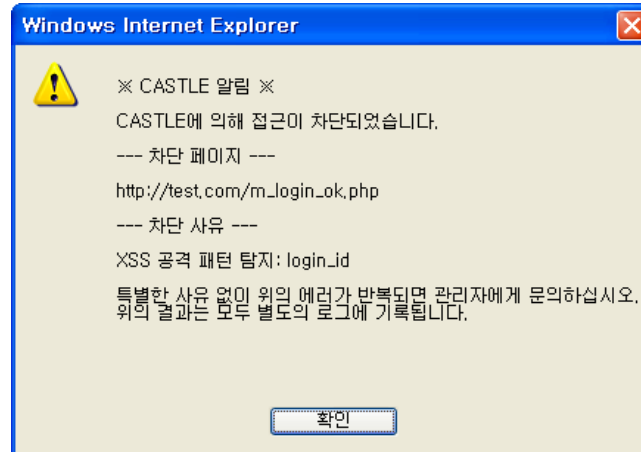 Windows Internet Explorer
※ CASTLE 알림 ※
CASTLE에 의해 접근이 차단되었습니다.
--- 차단 페이지 ---
http://test.com/m_login_ok.php
--- 차단 사유 ---
XSS 공격 패턴 탐지: login_id
특별한 사유 없이 위의 에러가 반복되면 관리자에게 문의하십시오.
위의 결과는 모두 별도의 로그에 기록됩니다.
확인